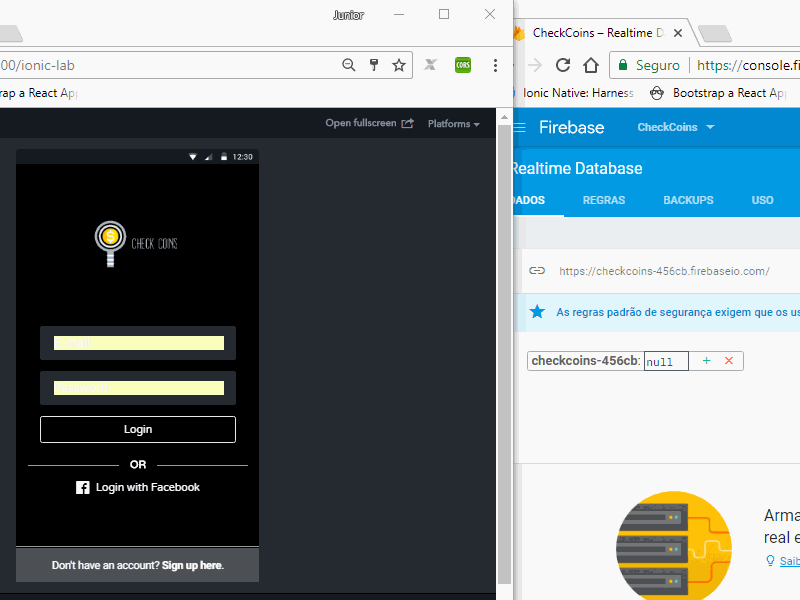 Junior
00/ionic-lab
CORS
rap a React App
Open fullscreen
Platforms
12:30
$
CHECK COINS
Login
OR
Login with Facebook
Don't have an account? Sign up here.
CheckCoins – Realtime D
Seguro
https://console.fi
Ionic Native: Harness
Bootstrap a React Ap
Firebase
CheckCoins
Realtime Database
DADOS
REGRAS
BACKUPS
USO
https://checkcoins-456cb.firebaseio.com/
As regras padrão de segurança exigem que os us
checkcoins-456cb: null
Arma
real e
Saib